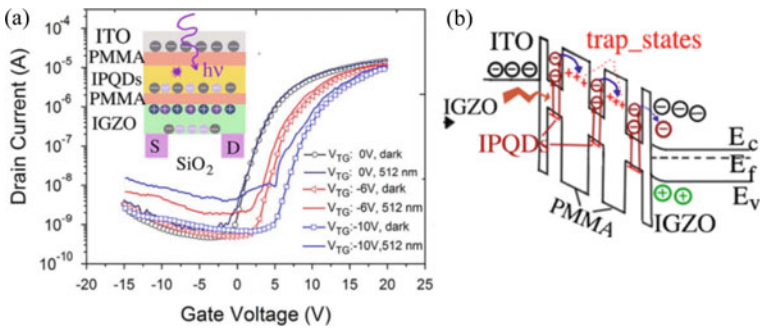 (a)
Drain Current (A)
10⁻³
10⁻⁴
10⁻⁵
10⁻⁶
10⁻⁷
10⁻⁸
10⁻⁹
10⁻¹⁰
ITO
PMMA
hν
IPQDs
PMMA
IGZO
S
D
SiO₂
V_TG: 0V, dark
V_TG: 0V, 512 nm
V_TG:-6V, dark
V_TG: -6V, 512 nm
V_TG:-10V, dark
V_TG:-10V,512 nm
-20 -15 -10 -5 0 5 10 15 20 25
Gate Voltage (V)
(b)
ITO
trap_states
IGZO
IPQDs
PMMA
E_c
E_f
E_v
IGZO